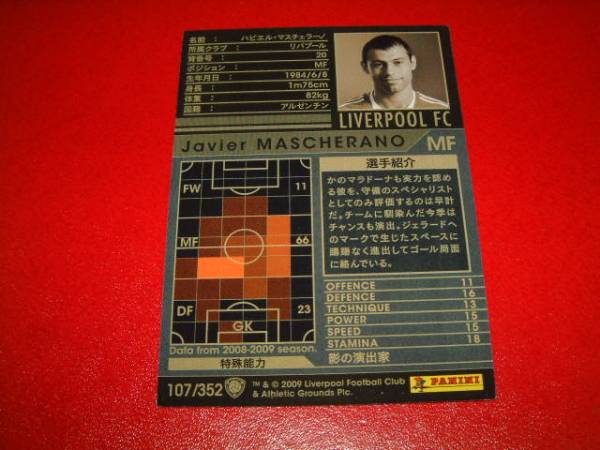 名前 : ハビエル・マスチェラーノ
所属クラブ : リバプール
背番号 : 20
ポジション : MF
生年月日 : 1984/6/8
身長 : 1m75cm
体重 : 82kg
国籍 : アルゼンチン
LIVERPOOL FC
Javier MASCHERANO MF
FW 11
MF 66
DF 23
GK
Data from 2008-2009 season.
選手紹介
かのマラドーナも実力を認め
る彼を、守備のスペシャリスト
としてのみ評価するのは早計
だ。チームに馴染んだ今季は
チャンスも演出。ジェラードへ
のマークで生じたスペースに
躊躇なく進出してゴール局面
に絡んでいる。
OFFENCE 11
DEFENCE 16
TECHNIQUE 13
POWER 15
SPEED 15
STAMINA 18
特殊能力
影の演出家
107/352
™ & © 2009 Liverpool Football Club
& Athletic Grounds Plc.
PANINI